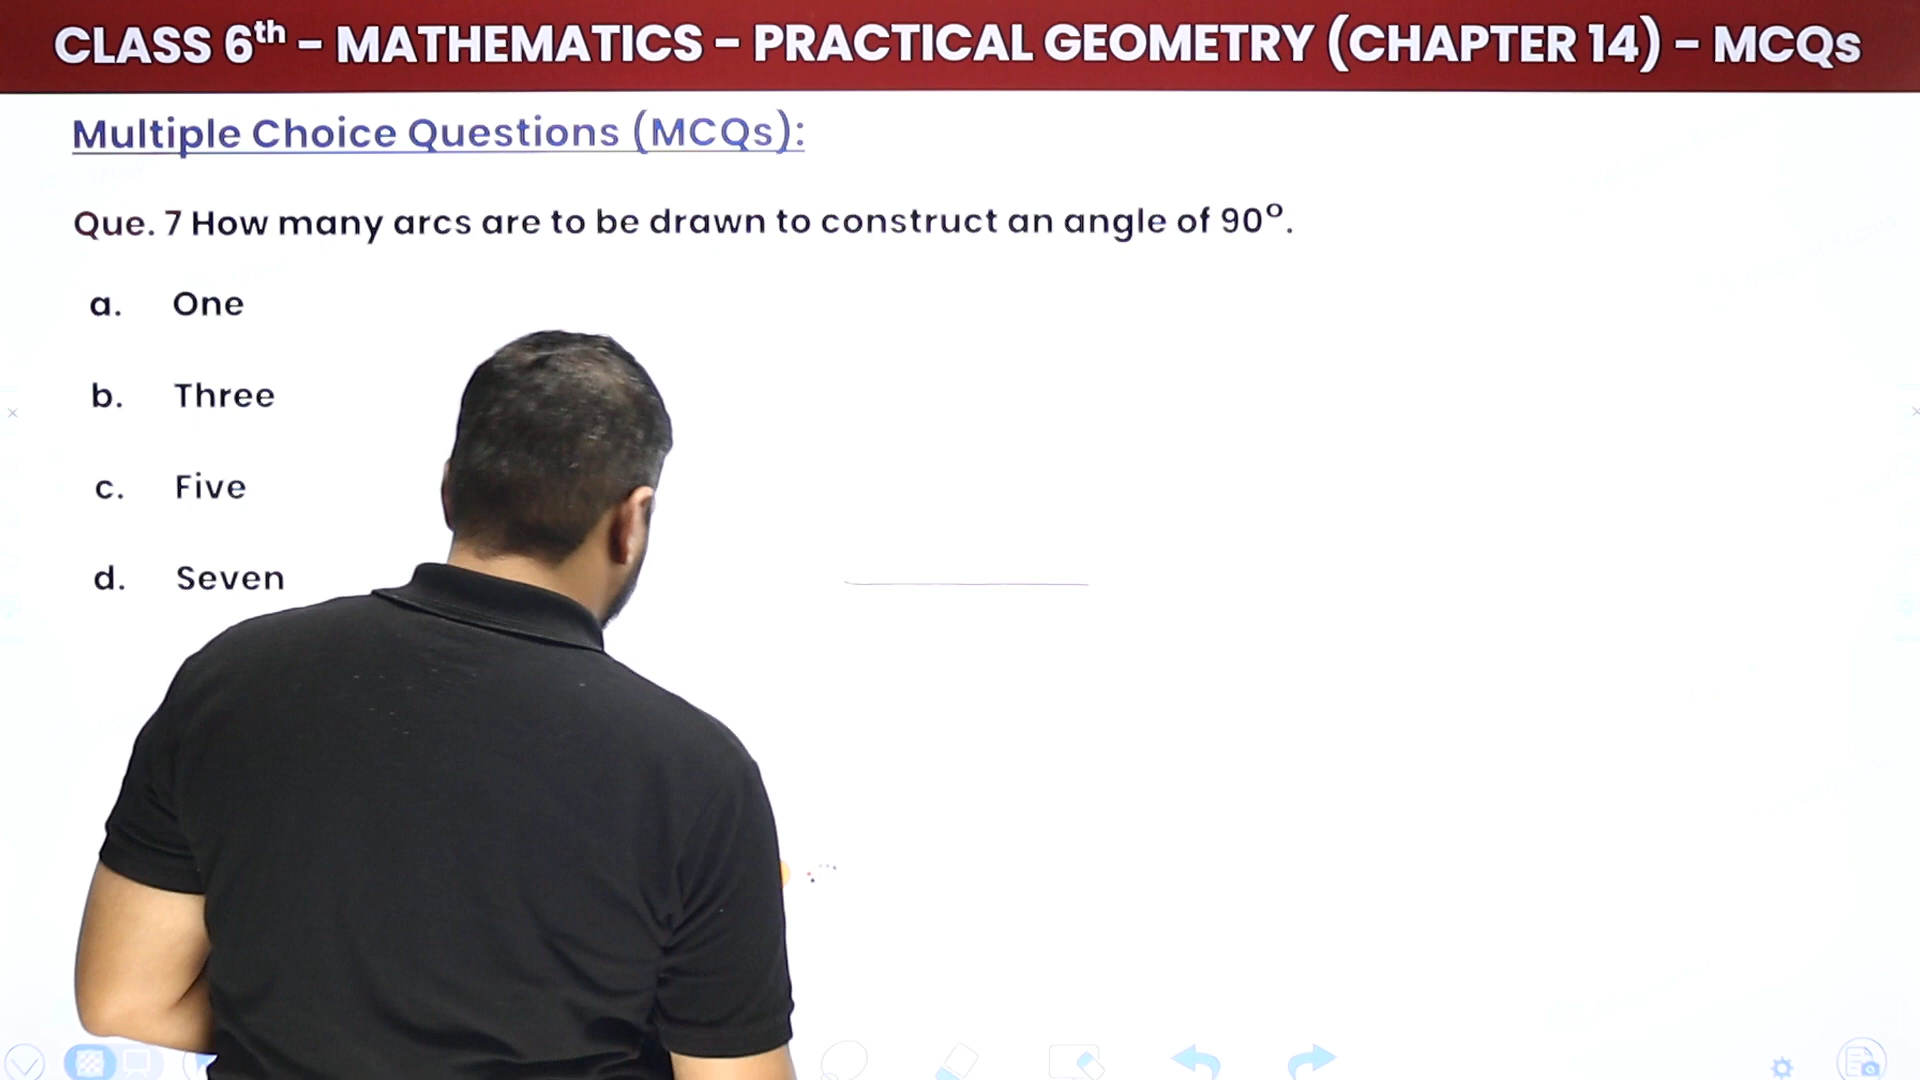 CLASS 6th – MATHEMATICS – PRACTICAL GEOMETRY (CHAPTER 14) – MCQs
Multiple Choice Questions (MCQs):
Que. 7 How many arcs are to be drawn to construct an angle of 90°.
a. One
b. Three
c. Five
d. Seven